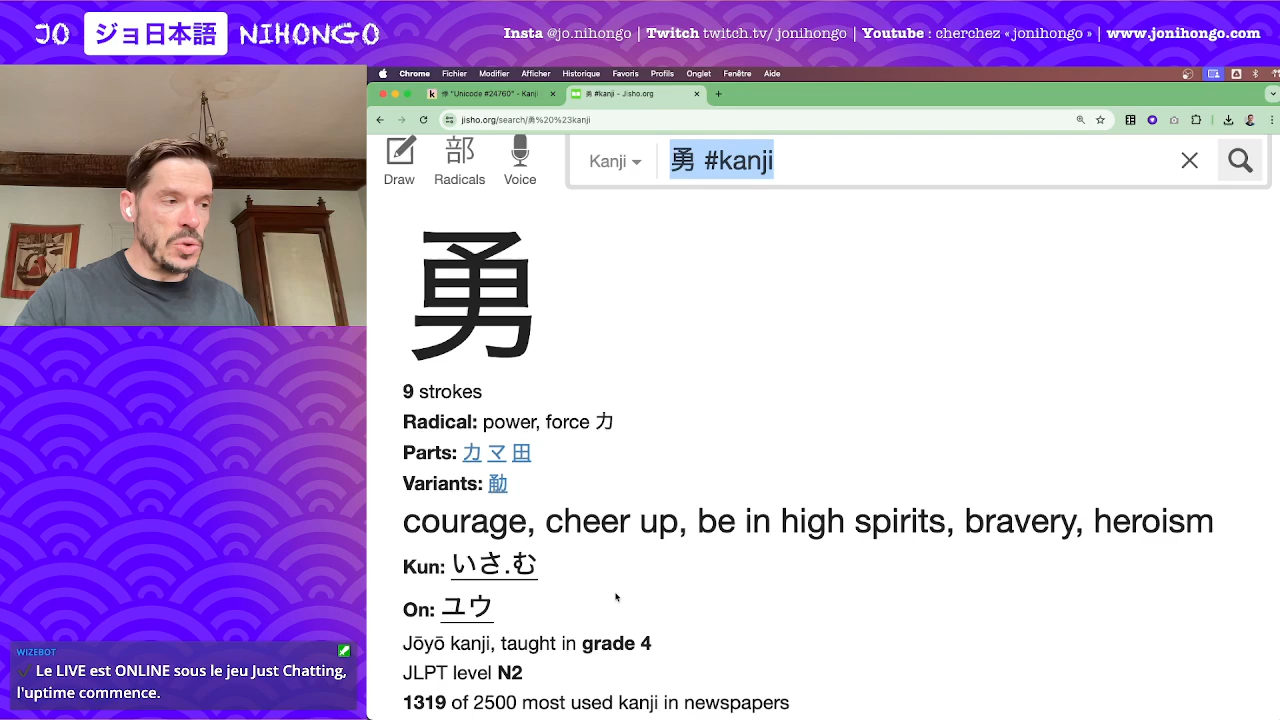 JO ジョ日本語 NIHONGO
Insta @jo.nihongo | Twitch twitch.tv/ jonihongo | Youtube : cherchez « jonihongo » | www.jonihongo.com
Chrome Fichier Modifier Afficher Historique Favoris Profils Onglet Fenêtre Aide
"Unicode #24760" - Kanji
勇 #kanji - Jisho.org
jisho.org/search/勇%20%23kanji
Draw
部 Radicals
Voice
Kanji
勇 #kanji
勇
9 strokes
Radical: power, force 力
Parts: 力 マ 田
Variants: 勈
courage, cheer up, be in high spirits, bravery, heroism
Kun: いさ.む
On: ユウ
Jōyō kanji, taught in grade 4
JLPT level N2
1319 of 2500 most used kanji in newspapers
WIZEBOT
Le LIVE est ONLINE sous le jeu Just Chatting,
l'uptime commence.